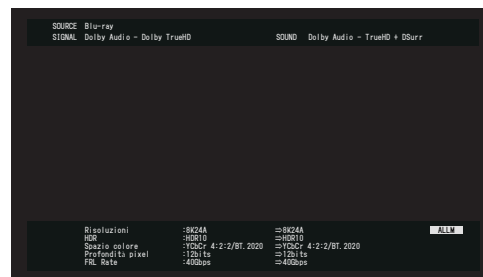 SOURCE Blu-ray
SIGNAL Dolby Audio - Dolby TrueHD SOUND Dolby Audio - TrueHD + DSurr
Risoluzioni :8K24A ⇒8K24A ALLM
HDR :HDR10 ⇒HDR10
Spazio colore :YCbCr 4:2:2/BT.2020 ⇒YCbCr 4:2:2/BT.2020
Profondita pixel :12bits ⇒12bits
FRL Rate :40Gbps ⇒40Gbps